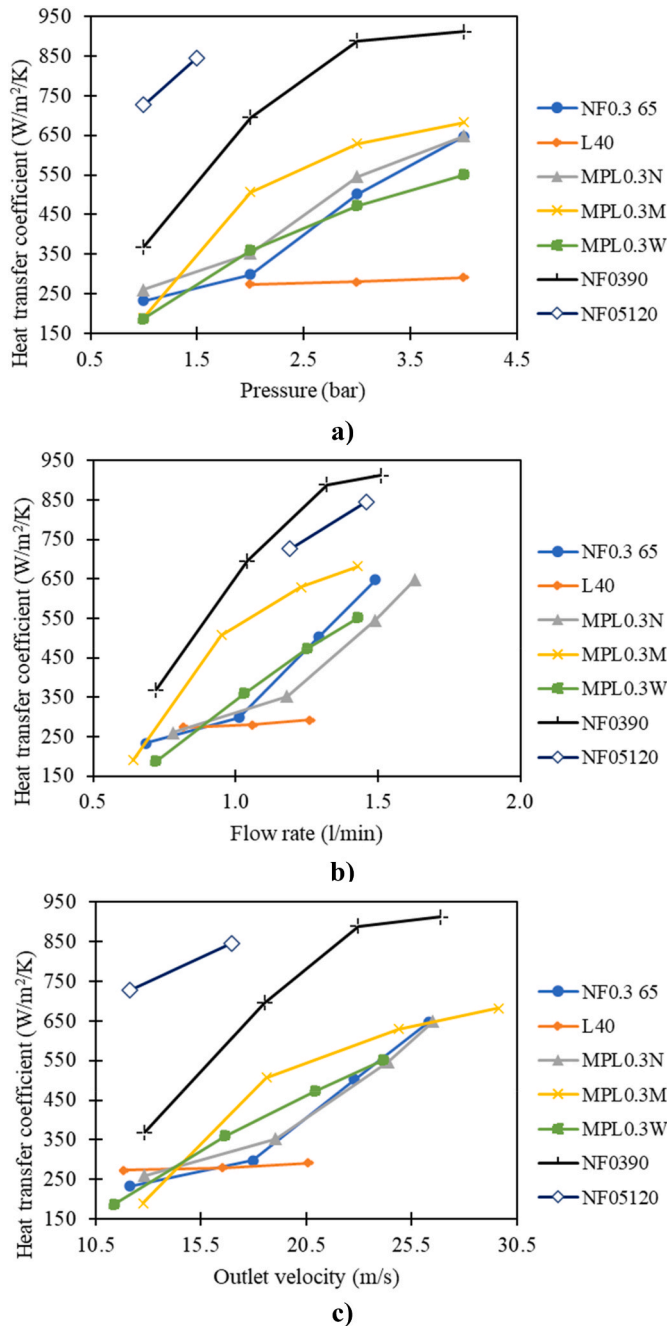 Heat transfer coefficient (W/m²/K)
950
850
750
650
550
450
350
250
150
0.5
1.5
2.5
3.5
4.5
Pressure (bar)
NF0.3 65
L40
MPL0.3N
MPL0.3M
MPL0.3W
NF0390
NF05120
a)
Heat transfer coefficient (W/m²/K)
950
850
750
650
550
450
350
250
150
0.5
1.0
1.5
2.0
Flow rate (l/min)
NF0.3 65
L40
MPL0.3N
MPL0.3M
MPL0.3W
NF0390
NF05120
b)
Heat transfer coefficient (W/m²/K)
950
850
750
650
550
450
350
250
150
10.5
15.5
20.5
25.5
30.5
Outlet velocity (m/s)
NF0.3 65
L40
MPL0.3N
MPL0.3M
MPL0.3W
NF0390
NF05120
c)